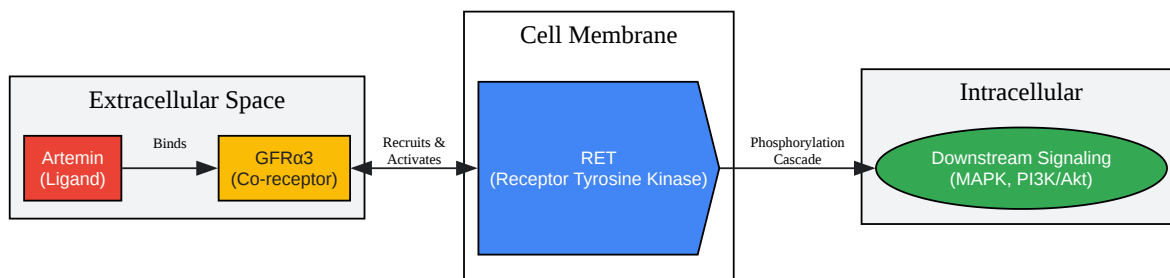 Extracellular Space
Artemin
(Ligand)
Binds
GFRα3
(Co-receptor)
Recruits &
Activates
Cell Membrane
RET
(Receptor Tyrosine Kinase)
Phosphorylation
Cascade
Intracellular
Downstream Signaling
(MAPK, PI3K/Akt)